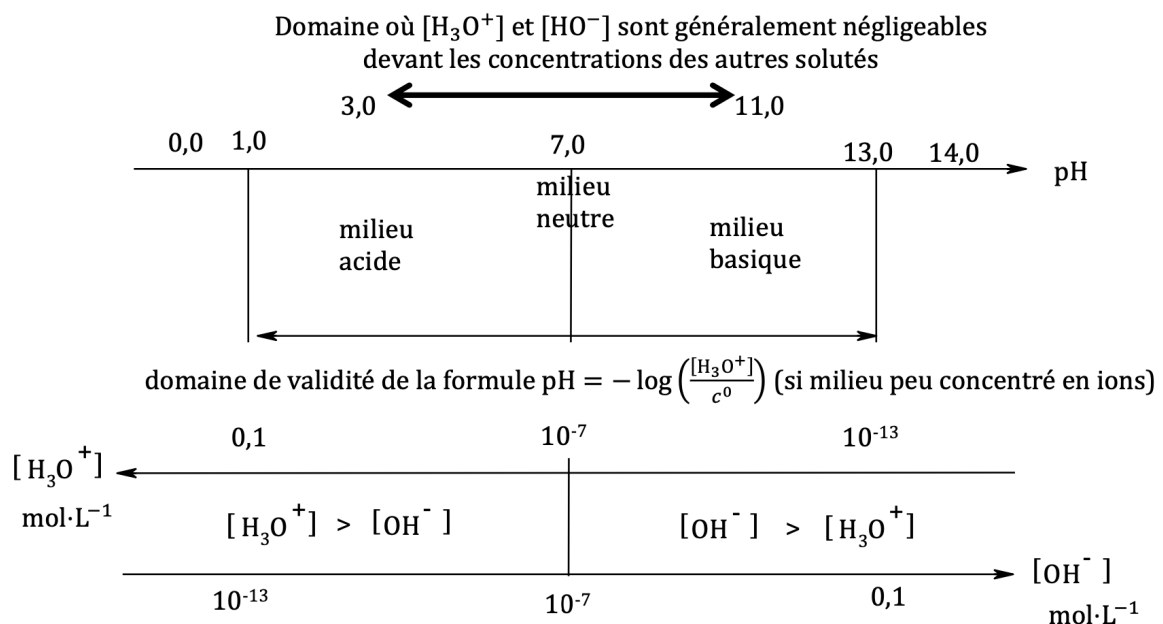 Domaine où [H₃O⁺] et [HO⁻] sont généralement négligeables
devant les concentrations des autres solutés
3,0 11,0
0,0 1,0 7,0 13,0 14,0
pH
milieu
neutre
milieu
acide
milieu
basique
domaine de validité de la formule pH = − log ([H₃O⁺]/c⁰) (si milieu peu concentré en ions)
0,1 10⁻⁷ 10⁻¹³
[H₃O⁺]
mol·L⁻¹
[H₃O⁺] > [OH⁻] [OH⁻] > [H₃O⁺]
[OH⁻]
10⁻¹³ 10⁻⁷ 0,1
mol·L⁻¹